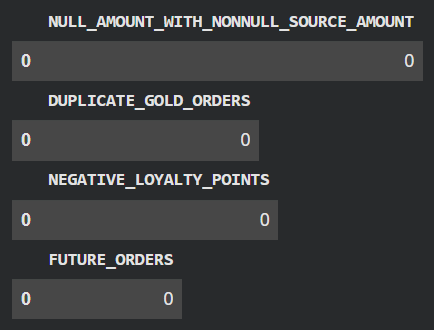 NULL_AMOUNT_WITH_NONNULL_SOURCE_AMOUNT
0 0
DUPLICATE_GOLD_ORDERS
0 0
NEGATIVE_LOYALTY_POINTS
0 0
FUTURE_ORDERS
0 0